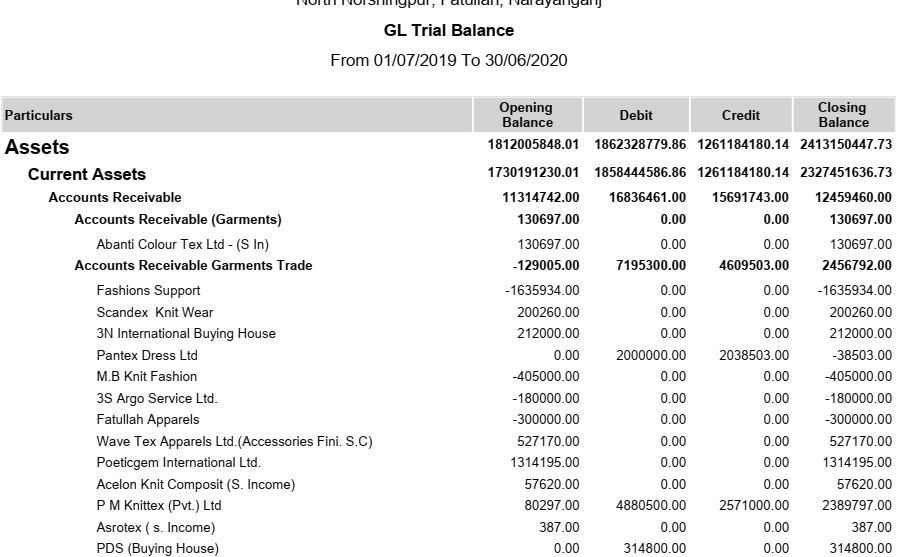 North Norshingpur, Fatullah, Narayanganj
GL Trial Balance
From 01/07/2019 To 30/06/2020
Particulars Opening Balance Debit Credit Closing Balance
Assets 1812005848.01 1862328779.86 1261184180.14 2413150447.73
Current Assets 1730191230.01 1858444586.86 1261184180.14 2327451636.73
Accounts Receivable 11314742.00 16836461.00 15691743.00 12459460.00
Accounts Receivable (Garments) 130697.00 0.00 0.00 130697.00
Abanti Colour Tex Ltd - (S In) 130697.00 0.00 0.00 130697.00
Accounts Receivable Garments Trade -129005.00 7195300.00 4609503.00 2456792.00
Fashions Support -1635934.00 0.00 0.00 -1635934.00
Scandex Knit Wear 200260.00 0.00 0.00 200260.00
3N International Buying House 212000.00 0.00 0.00 212000.00
Pantex Dress Ltd 0.00 2000000.00 2038503.00 -38503.00
M.B Knit Fashion -405000.00 0.00 0.00 -405000.00
3S Argo Service Ltd. -180000.00 0.00 0.00 -180000.00
Fatullah Apparels -300000.00 0.00 0.00 -300000.00
Wave Tex Apparels Ltd.(Accessories Fini. S.C) 527170.00 0.00 0.00 527170.00
Poeticgem International Ltd. 1314195.00 0.00 0.00 1314195.00
Acelon Knit Composit (S. Income) 57620.00 0.00 0.00 57620.00
P M Knittex (Pvt.) Ltd 80297.00 4880500.00 2571000.00 2389797.00
Asrotex ( s. Income) 387.00 0.00 0.00 387.00
PDS (Buying House) 0.00 314800.00 0.00 314800.00